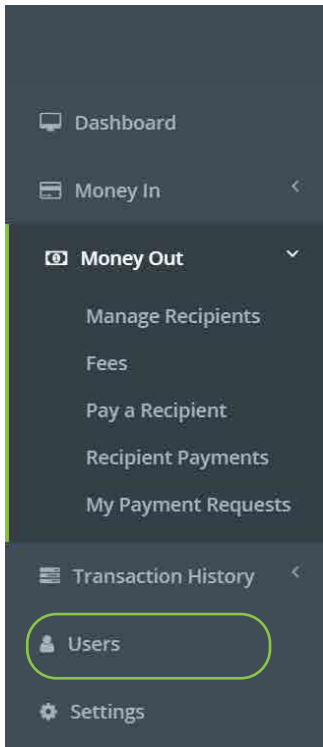 Dashboard
Money In
Money Out
Manage Recipients
Fees
Pay a Recipient
Recipient Payments
My Payment Requests
Transaction History
Users
Settings